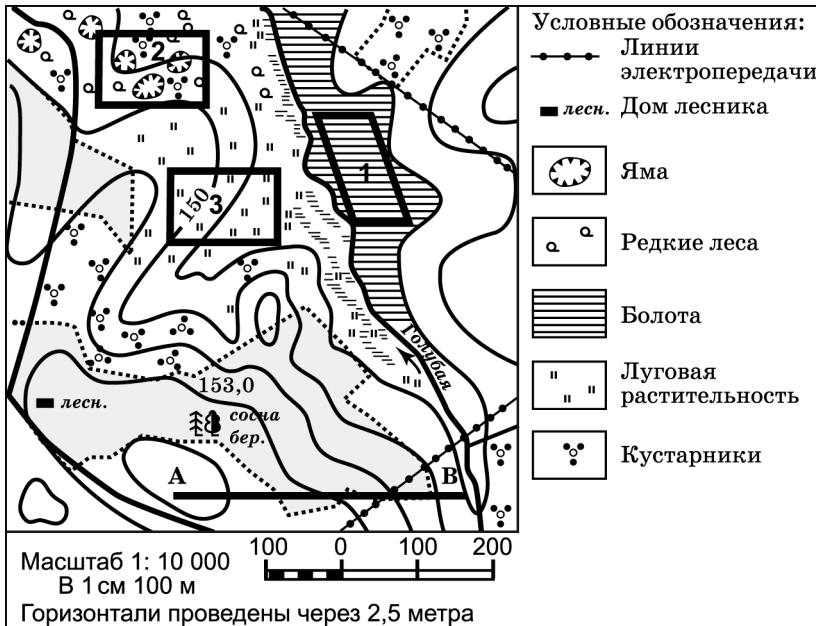 2
1
150
3
Голубая
153,0
лесн.
сосна
бер.
А
В
Условные обозначения:
Линии
электропередачи
лесн. Дом лесника
Яма
Редкие леса
Болота
Луговая
растительность
Кустарники
Масштаб 1: 10 000
В 1 см 100 м
100 0 100 200
Горизонтали проведены через 2,5 метра